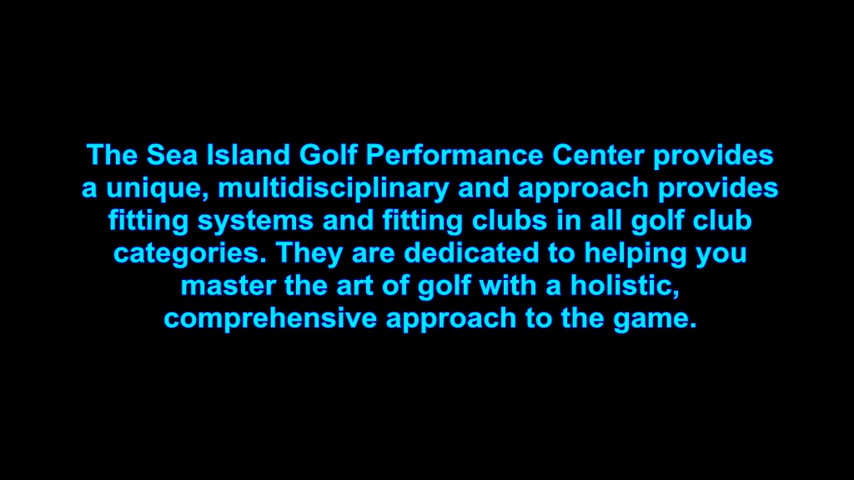 The Sea Island Golf Performance Center provides
a unique, multidisciplinary and approach provides
fitting systems and fitting clubs in all golf club
categories. They are dedicated to helping you
master the art of golf with a holistic,
comprehensive approach to the game.